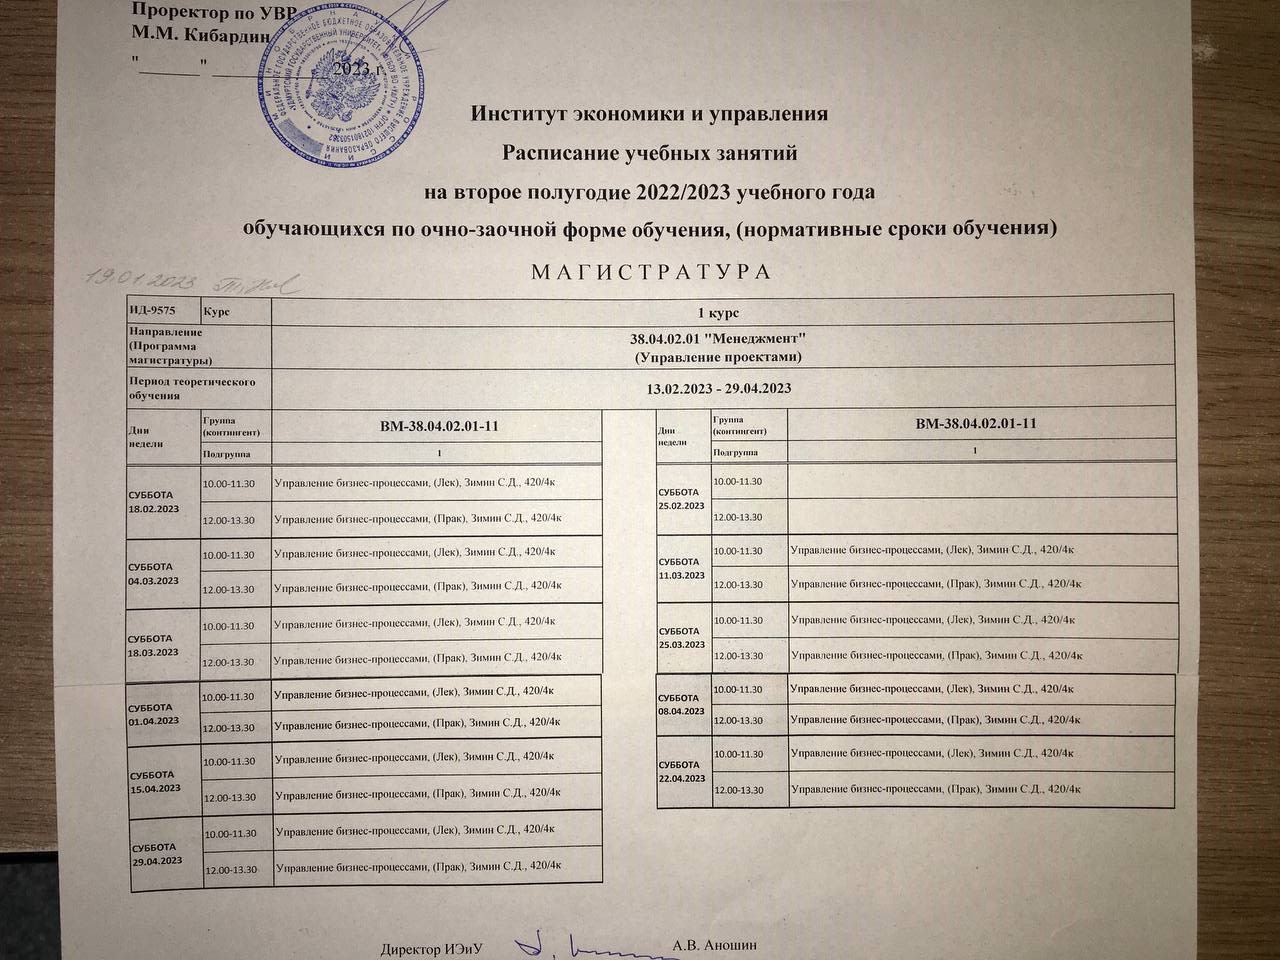 Проректор по УВР
М.М. Кибардин
"______" ____________ 2023 г.
Институт экономики и управления
Расписание учебных занятий
на второе полугодие 2022/2023 учебного года
обучающихся по очно-заочной форме обучения, (нормативные сроки обучения)
МАГИСТРАТУРА
19.01.2023
ИД-9575 Курс 1 курс
Направление (Программа магистратуры) 38.04.02.01 "Менеджмент"
(Управление проектами)
Период теоретического обучения 13.02.2023 - 29.04.2023
Дни недели Группа (контингент) ВМ-38.04.02.01-11
Подгруппа 1
СУББОТА 18.02.2023
10.00-11.30 Управление бизнес-процессами, (Лек), Зимин С.Д., 420/4к
12.00-13.30 Управление бизнес-процессами, (Прак), Зимин С.Д., 420/4к
СУББОТА 04.03.2023
10.00-11.30 Управление бизнес-процессами, (Лек), Зимин С.Д., 420/4к
12.00-13.30 Управление бизнес-процессами, (Прак), Зимин С.Д., 420/4к
СУББОТА 18.03.2023
10.00-11.30 Управление бизнес-процессами, (Лек), Зимин С.Д., 420/4к
12.00-13.30 Управление бизнес-процессами, (Прак), Зимин С.Д., 420/4к
СУББОТА 01.04.2023
10.00-11.30 Управление бизнес-процессами, (Лек), Зимин С.Д., 420/4к
12.00-13.30 Управление бизнес-процессами, (Прак), Зимин С.Д., 420/4к
СУББОТА 15.04.2023
10.00-11.30 Управление бизнес-процессами, (Лек), Зимин С.Д., 420/4к
12.00-13.30 Управление бизнес-процессами, (Прак), Зимин С.Д., 420/4к
СУББОТА 29.04.2023
10.00-11.30 Управление бизнес-процессами, (Лек), Зимин С.Д., 420/4к
12.00-13.30 Управление бизнес-процессами, (Прак), Зимин С.Д., 420/4к
Дни недели Группа (контингент) ВМ-38.04.02.01-11
Подгруппа 1
СУББОТА 25.02.2023
10.00-11.30
12.00-13.30
СУББОТА 11.03.2023
10.00-11.30 Управление бизнес-процессами, (Лек), Зимин С.Д., 420/4к
12.00-13.30 Управление бизнес-процессами, (Прак), Зимин С.Д., 420/4к
СУББОТА 25.03.2023
10.00-11.30 Управление бизнес-процессами, (Лек), Зимин С.Д., 420/4к
12.00-13.30 Управление бизнес-процессами, (Прак), Зимин С.Д., 420/4к
СУББОТА 08.04.2023
10.00-11.30 Управление бизнес-процессами, (Лек), Зимин С.Д., 420/4к
12.00-13.30 Управление бизнес-процессами, (Прак), Зимин С.Д., 420/4к
СУББОТА 22.04.2023
10.00-11.30 Управление бизнес-процессами, (Лек), Зимин С.Д., 420/4к
12.00-13.30 Управление бизнес-процессами, (Прак), Зимин С.Д., 420/4к
Директор ИЭиУ А.В. Аношин